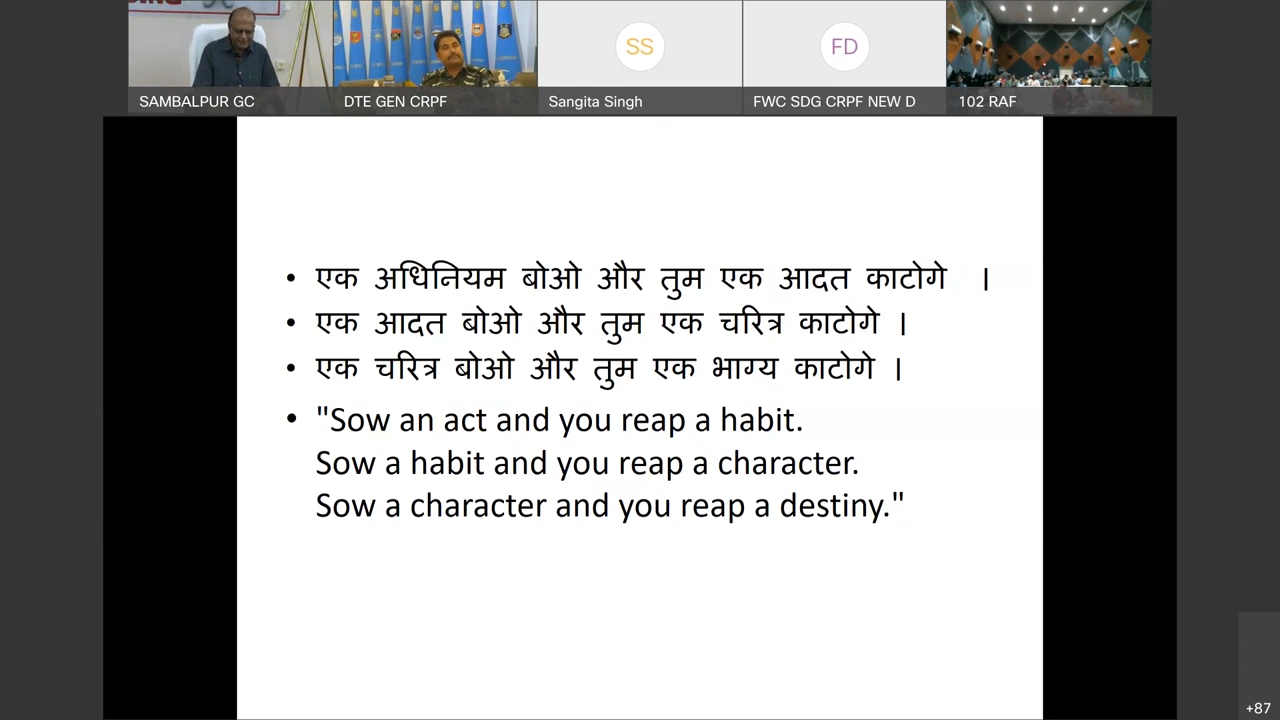 SAMBALPUR GC
DTE GEN CRPF
SS
Sangita Singh
FD
FWC SDG CRPF NEW D
102 RAF
• एक अधिनियम बोओ और तुम एक आदत काटोगे ।
• एक आदत बोओ और तुम एक चरित्र काटोगे ।
• एक चरित्र बोओ और तुम एक भाग्य काटोगे ।
• "Sow an act and you reap a habit.
Sow a habit and you reap a character.
Sow a character and you reap a destiny."
+87